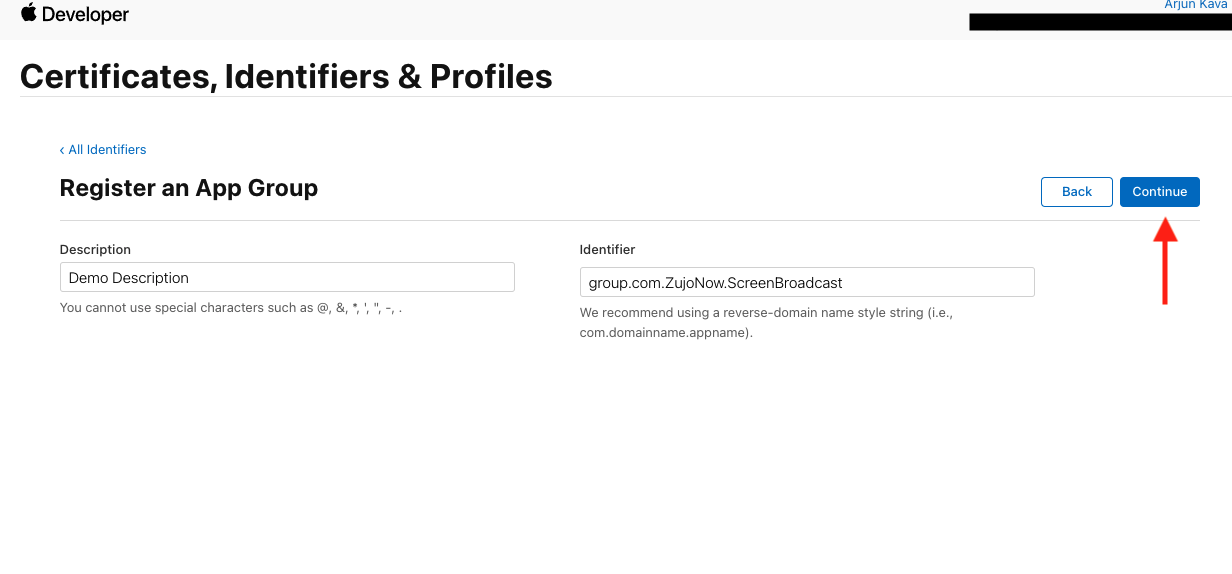 Developer
Arjun Kava
Certificates, Identifiers & Profiles
‹ All Identifiers
Register an App Group
Back
Continue
Description
Demo Description
You cannot use special characters such as @, &, *, ', ", -, .
Identifier
group.com.ZujoNow.ScreenBroadcast
We recommend using a reverse-domain name style string (i.e.,
com.domainname.appname).